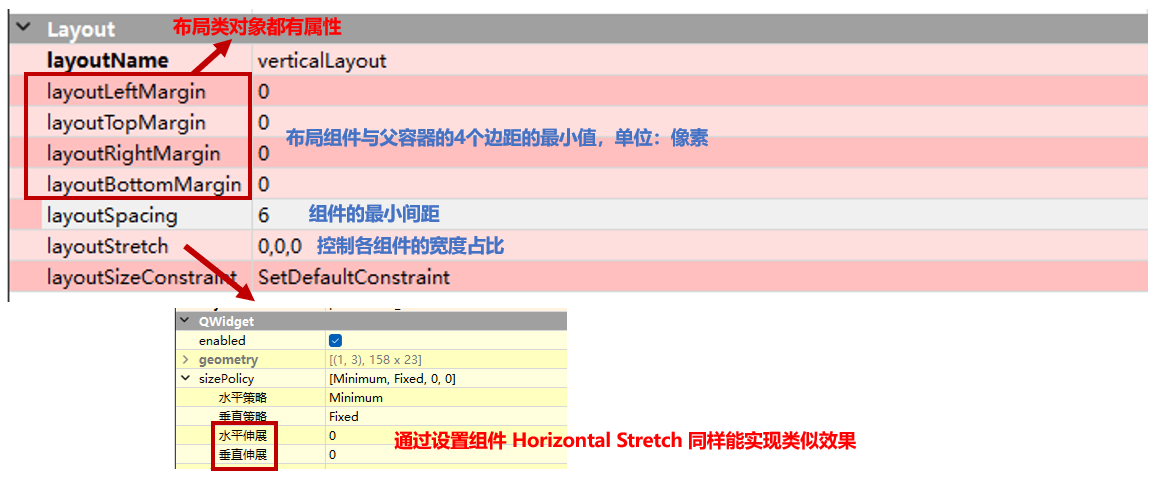 Layout 布局类对象都有属性
layoutName verticalLayout
layoutLeftMargin 0
layoutTopMargin 0
布局组件与父容器的4个边距的最小值，单位：像素
layoutRightMargin 0
layoutBottomMargin 0
layoutSpacing 6 组件的最小间距
layoutStretch 0,0,0 控制各组件的宽度占比
layoutSizeConstraint SetDefaultConstraint
QWidget
enabled
geometry [(1, 3), 158 x 23]
sizePolicy [Minimum, Fixed, 0, 0]
水平策略 Minimum
垂直策略 Fixed
水平伸展 0
通过设置组件 Horizontal Stretch 同样能实现类似效果
垂直伸展 0